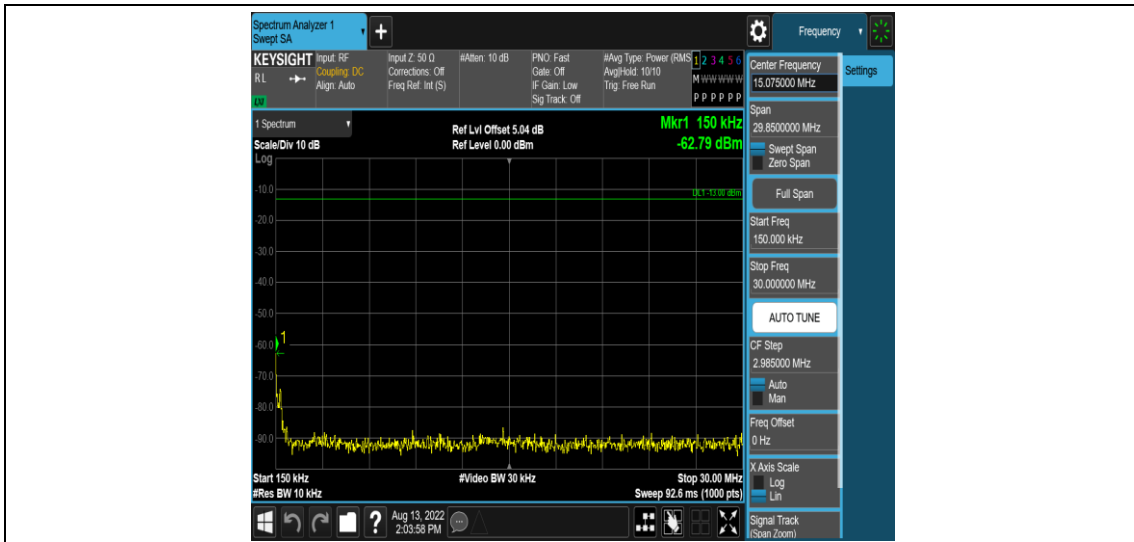 Spectrum Analyzer 1
Swept SA
Frequency
KEYSIGHT
RL
LM
Input: RF
Coupling: DC
Align: Auto
Input Z: 50 Ω
Corrections: Off
Freq Ref: Int (S)
#Atten: 10 dB
PNO: Fast
Gate: Off
IF Gain: Low
Sig Track: Off
#Avg Type: Power (RMS
Avg|Hold: 10/10
Trig: Free Run
1 2 3 4 5 6
M W W W W W
P P P P P P
Center Frequency
15.075000 MHz
Settings
1 Spectrum
Scale/Div 10 dB
Ref Lvl Offset 5.04 dB
Ref Level 0.00 dBm
Mkr1 150 kHz
-62.79 dBm
Log
DL1 -13.00 dBm
-10.0
-20.0
-30.0
-40.0
-50.0
-60.0
-70.0
-80.0
-90.0
1
Start 150 kHz
#Res BW 10 kHz
#Video BW 30 kHz
Stop 30.00 MHz
Sweep 92.6 ms (1000 pts)
Span
29.8500000 MHz
Swept Span
Zero Span
Full Span
Start Freq
150.000 kHz
Stop Freq
30.000000 MHz
AUTO TUNE
CF Step
2.985000 MHz
Auto
Man
Freq Offset
0 Hz
X Axis Scale
Log
Lin
Signal Track
(Span Zoom)
Aug 13, 2022
2:03:58 PM